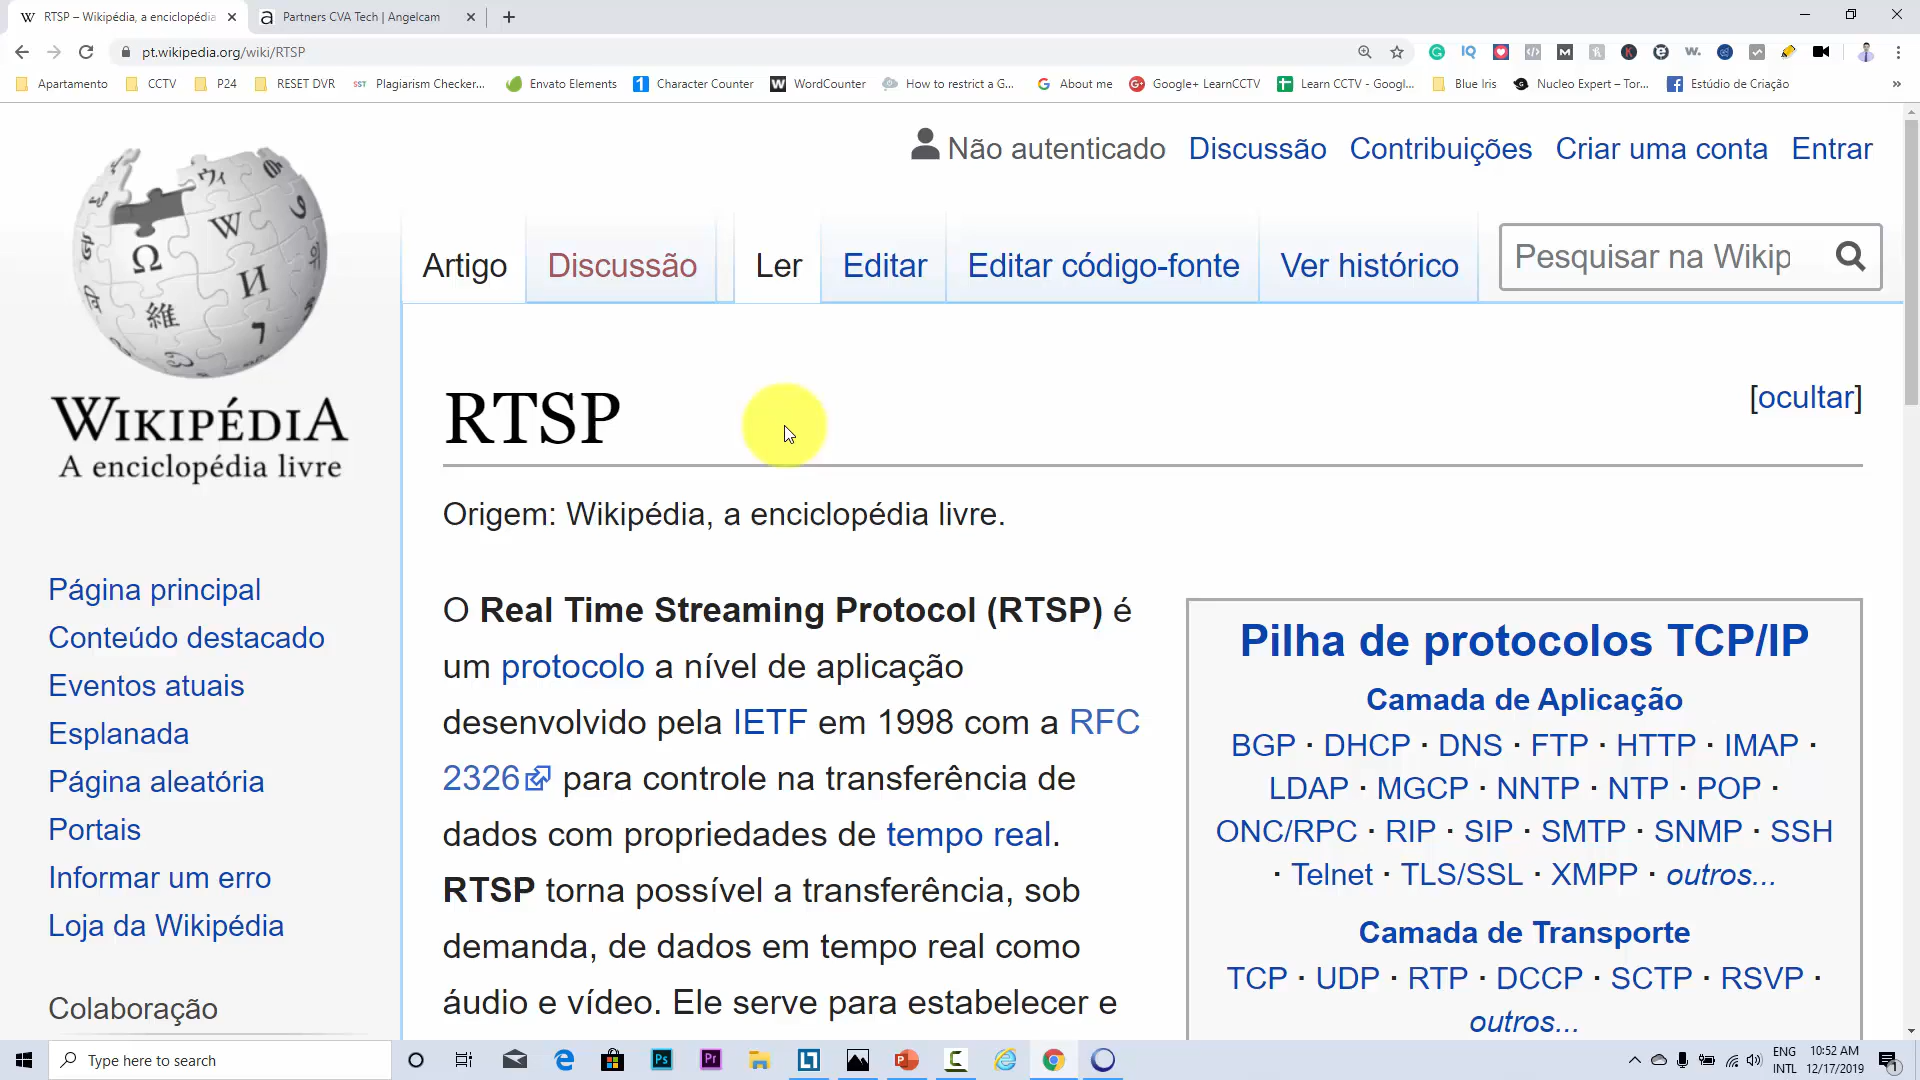 RTSP – Wikipédia, a enciclopédia
Partners CVA Tech | Angelcam
pt.wikipedia.org/wiki/RTSP
Apartamento
CCTV
P24
RESET DVR
SST
Plagiarism Checker...
Envato Elements
Character Counter
WordCounter
How to restrict a G...
About me
Google+ LearnCCTV
Learn CCTV - Googl...
Blue Iris
Nucleo Expert – Tor...
Estúdio de Criação
Não autenticado Discussão Contribuições Criar uma conta Entrar
Artigo Discussão Ler Editar Editar código-fonte Ver histórico
Pesquisar na Wikip
WIKIPÉDIA
A enciclopédia livre
Página principal
Conteúdo destacado
Eventos atuais
Esplanada
Página aleatória
Portais
Informar um erro
Loja da Wikipédia
Colaboração
RTSP
[ocultar]
Origem: Wikipédia, a enciclopédia livre.
O Real Time Streaming Protocol (RTSP) é
um protocolo a nível de aplicação
desenvolvido pela IETF em 1998 com a RFC
2326 para controle na transferência de
dados com propriedades de tempo real.
RTSP torna possível a transferência, sob
demanda, de dados em tempo real como
áudio e vídeo. Ele serve para estabelecer e
Pilha de protocolos TCP/IP
Camada de Aplicação
BGP · DHCP · DNS · FTP · HTTP · IMAP ·
LDAP · MGCP · NNTP · NTP · POP ·
ONC/RPC · RIP · SIP · SMTP · SNMP · SSH
· Telnet · TLS/SSL · XMPP · outros...
Camada de Transporte
TCP · UDP · RTP · DCCP · SCTP · RSVP ·
outros...
Type here to search
ENG
INTL
10:52 AM
12/17/2019